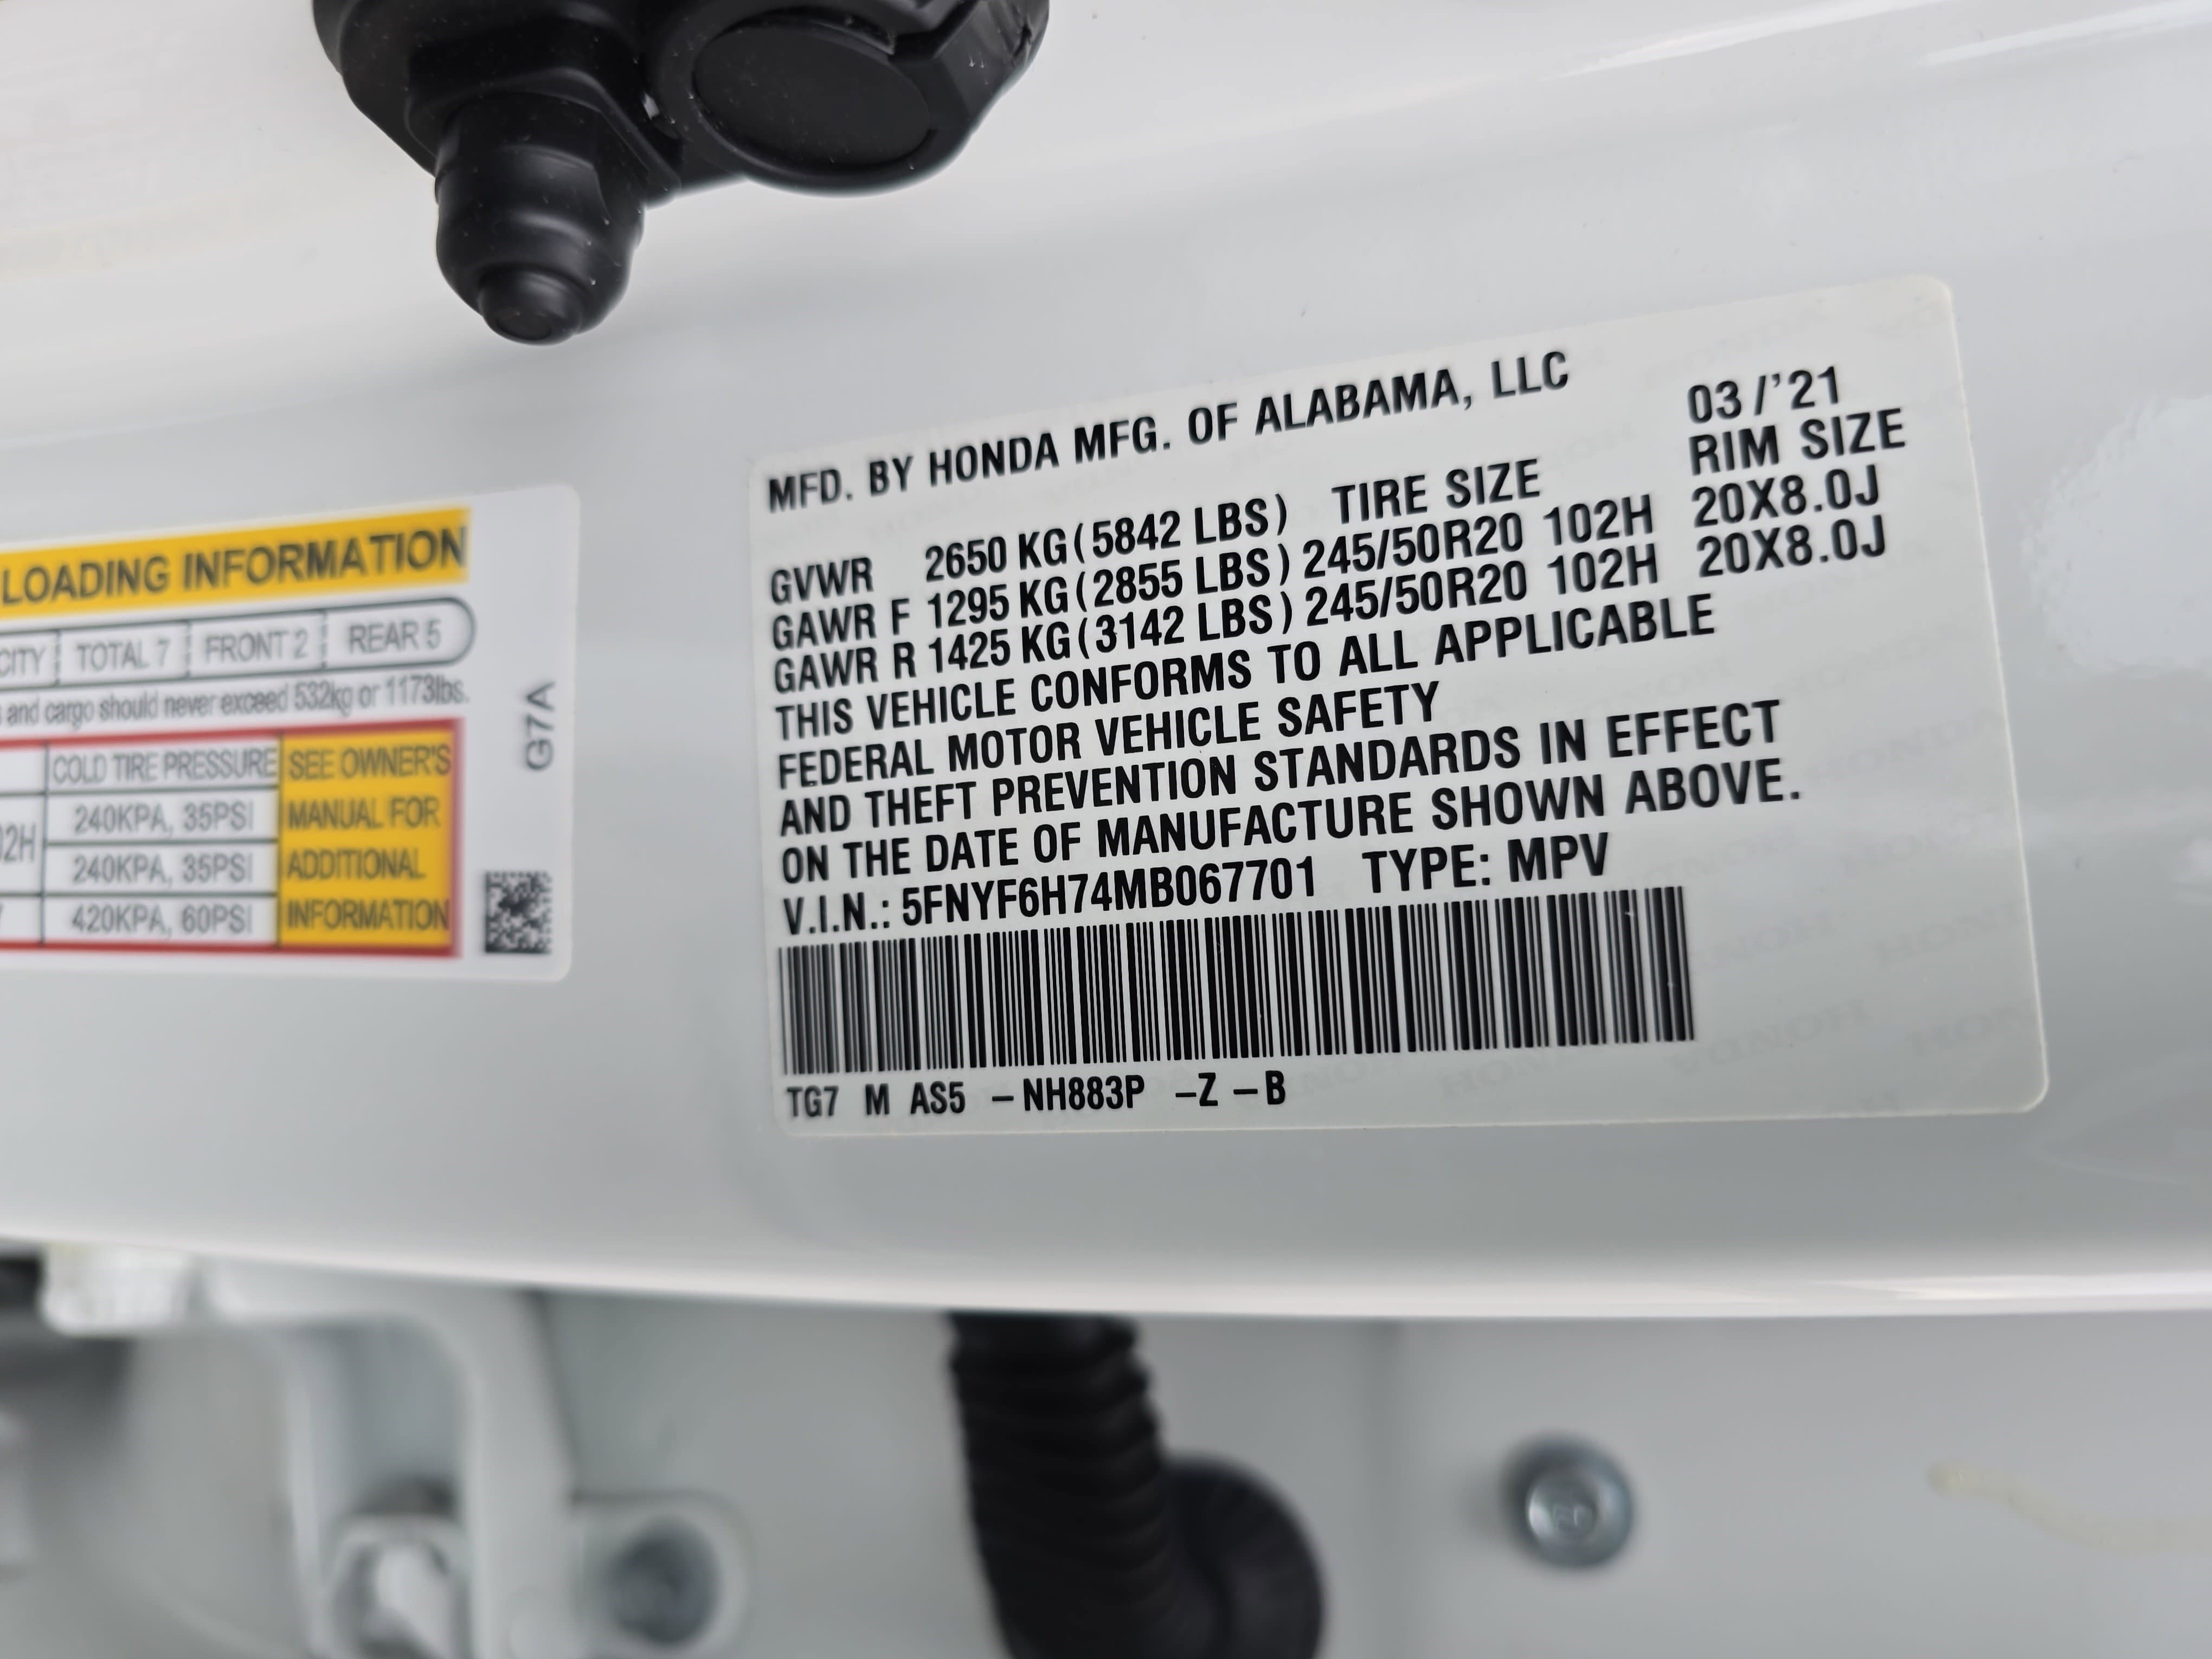 LOADING INFORMATION
CITY TOTAL 7 FRONT 2 REAR 5
and cargo should never exceed 532kg or 1173lbs.
COLD TIRE PRESSURE SEE OWNER'S
02H 240KPA, 35PSI MANUAL FOR
240KPA, 35PSI ADDITIONAL
420KPA, 60PSI INFORMATION
G7A
MFD. BY HONDA MFG. OF ALABAMA, LLC 03/'21
GVWR 2650 KG(5842 LBS) TIRE SIZE RIM SIZE
GAWR F 1295 KG(2855 LBS) 245/50R20 102H 20X8.0J
GAWR R 1425 KG(3142 LBS) 245/50R20 102H 20X8.0J
THIS VEHICLE CONFORMS TO ALL APPLICABLE
FEDERAL MOTOR VEHICLE SAFETY
AND THEFT PREVENTION STANDARDS IN EFFECT
ON THE DATE OF MANUFACTURE SHOWN ABOVE.
V.I.N.: 5FNYF6H74MB067701 TYPE: MPV
TG7 M AS5 -NH883P -Z -B